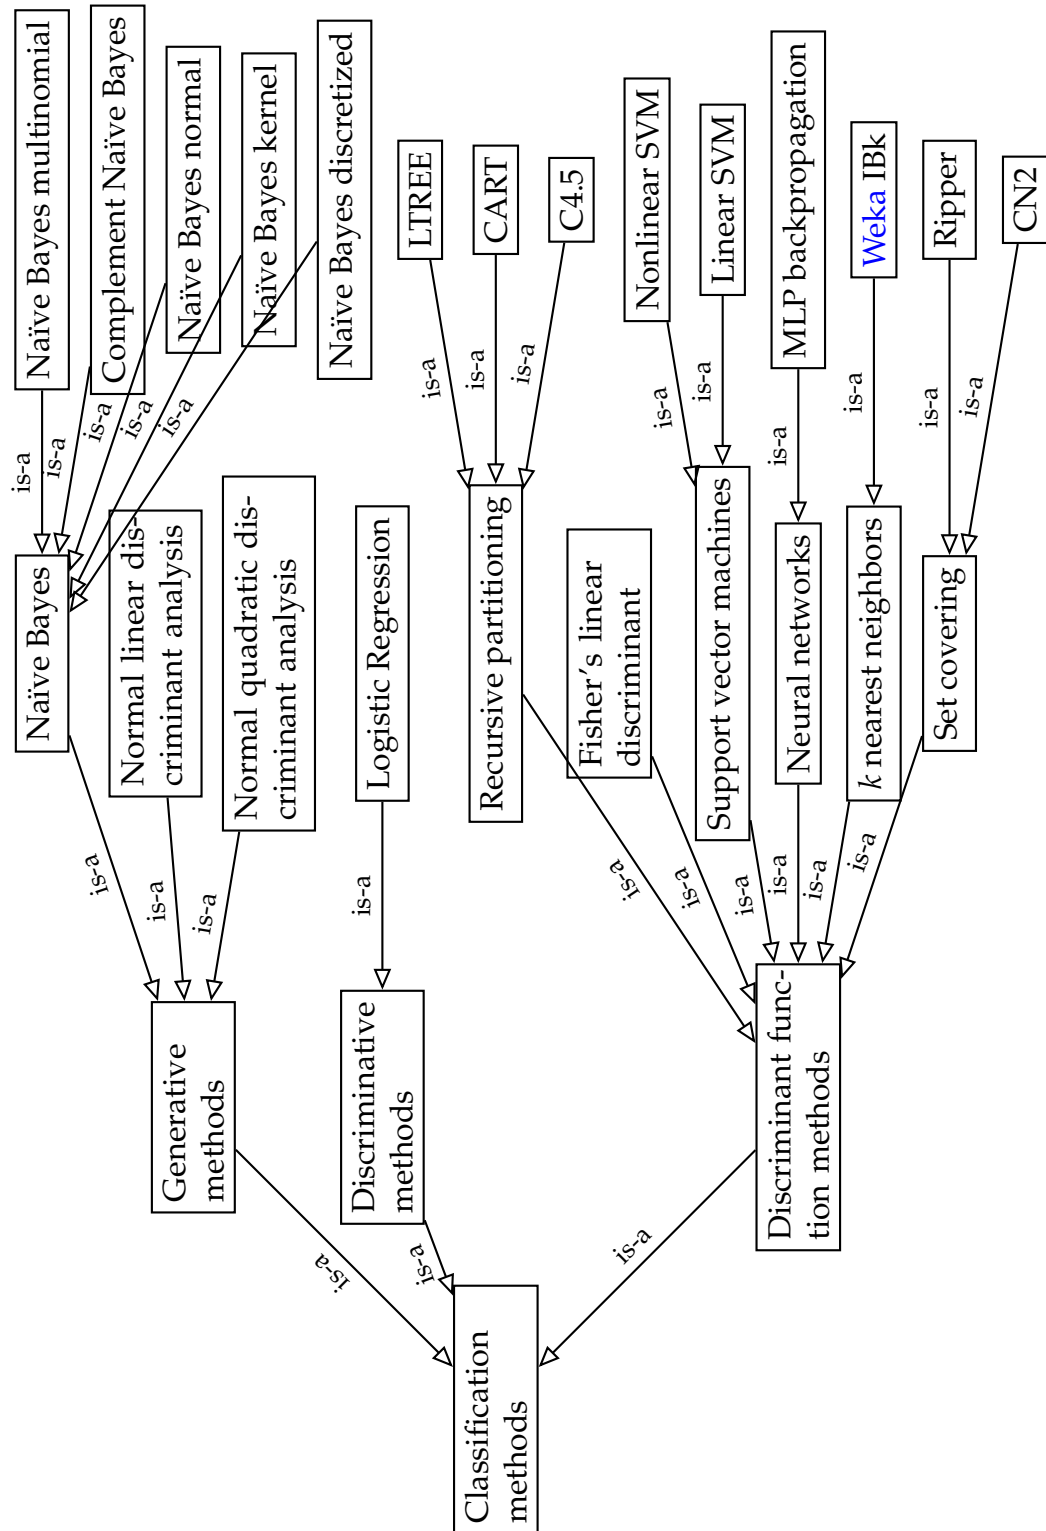 Classification
methods
Generative
methods
Discriminative
methods
Discriminant func-
tion methods
is-a
is-a
is-a
Naïve Bayes
Normal linear dis-
criminant analysis
Normal quadratic dis-
criminant analysis
is-a
is-a
is-a
Logistic Regression
is-a
Recursive partitioning
Fisher's linear
discriminant
Support vector machines
Neural networks
k nearest neighbors
Set covering
is-a
is-a
is-a
is-a
is-a
is-a
Naïve Bayes multinomial
Complement Naïve Bayes
Naïve Bayes normal
Naïve Bayes kernel
Naïve Bayes discretized
is-a
is-a
is-a
is-a
is-a
LTREE
CART
C4.5
is-a
is-a
is-a
Nonlinear SVM
Linear SVM
is-a
is-a
MLP backpropagation
is-a
Weka IBk
is-a
Ripper
CN2
is-a
is-a